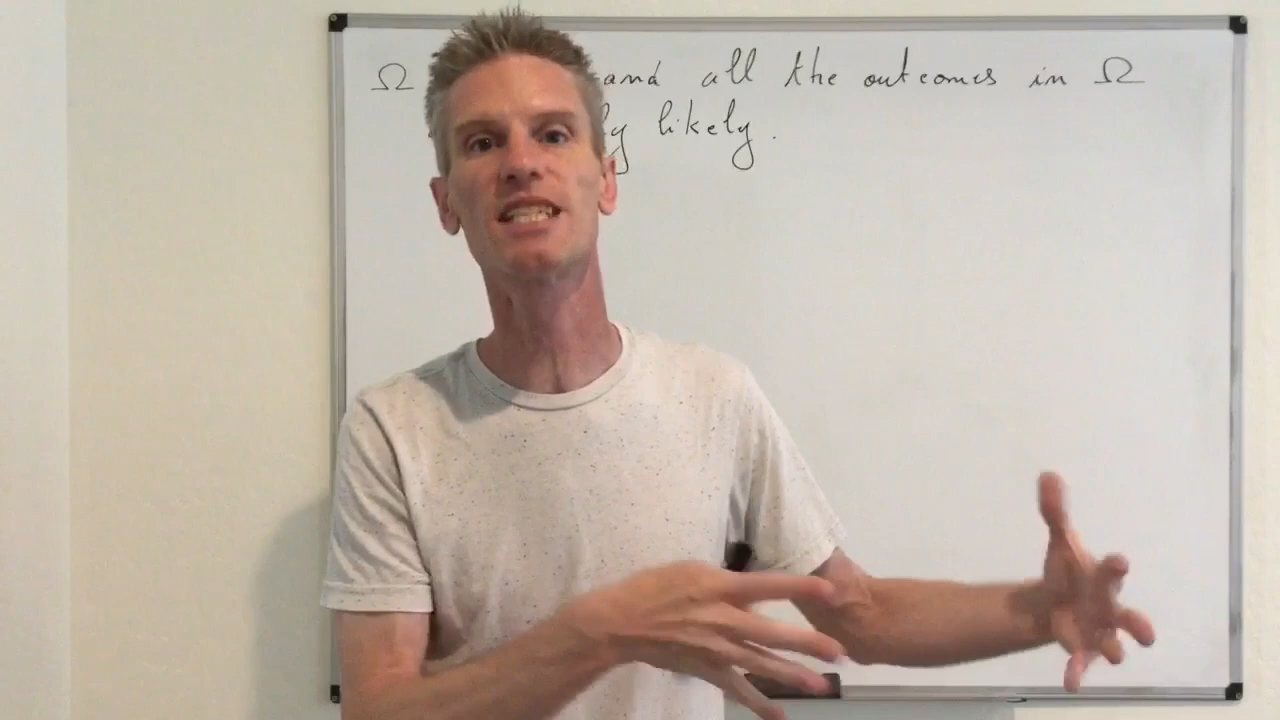 Ω and all the outcomes in Ω
likely.